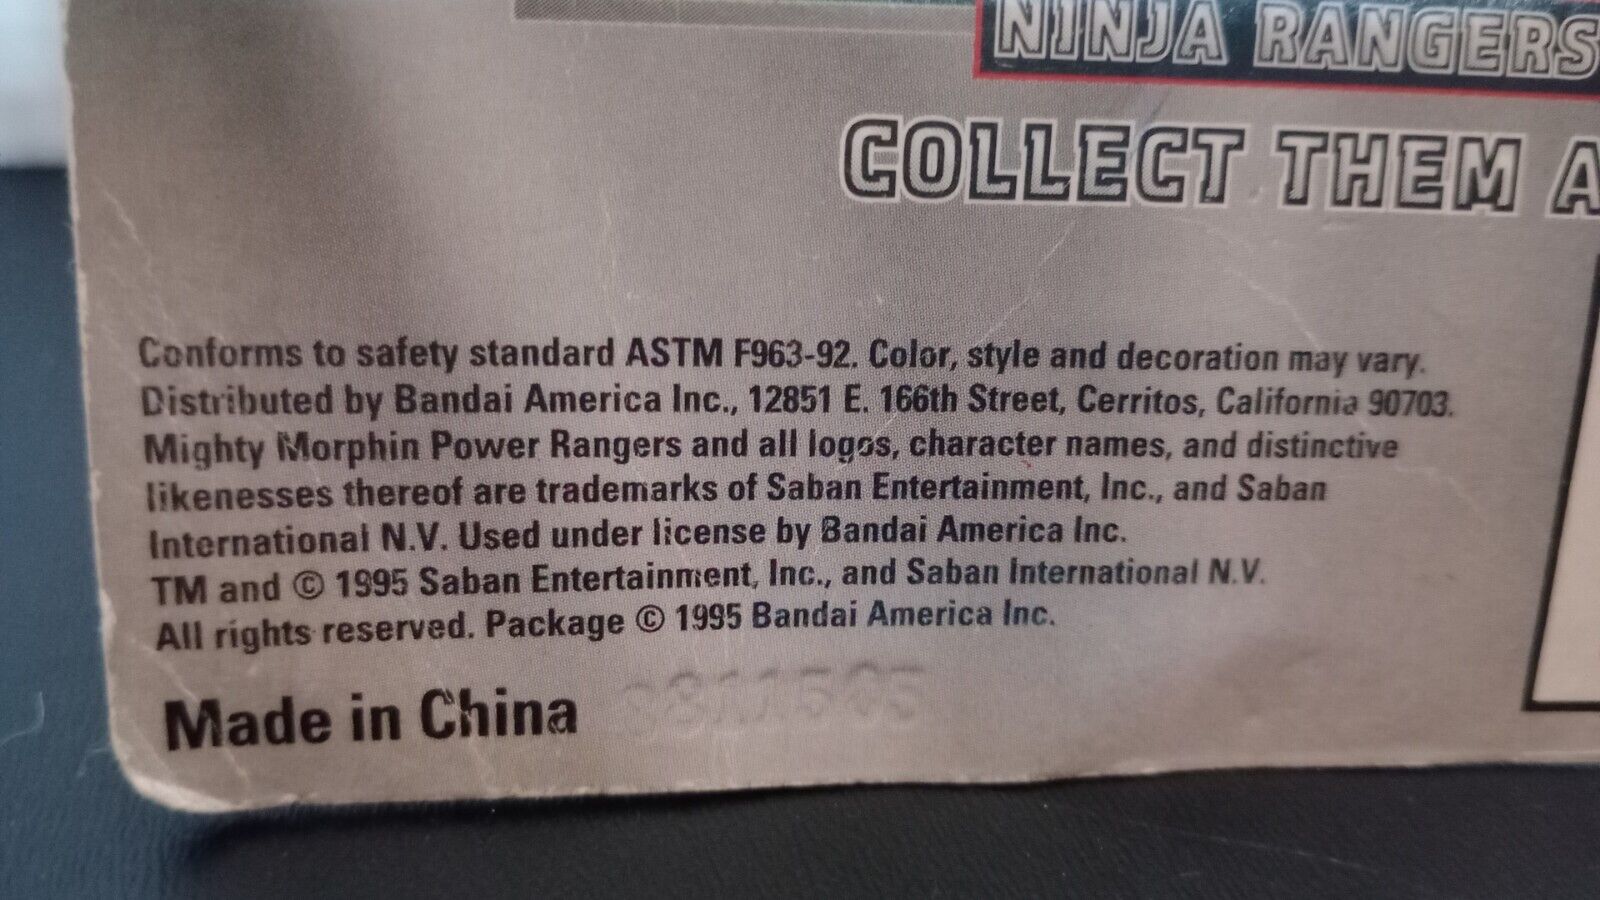 NINJA RANGERS
COLLECT THEM A
Conforms to safety standard ASTM F963-92. Color, style and decoration may vary.
Distributed by Bandai America Inc., 12851 E. 166th Street, Cerritos, California 90703.
Mighty Morphin Power Rangers and all logos, character names, and distinctive
likenesses thereof are trademarks of Saban Entertainment, Inc., and Saban
International N.V. Used under license by Bandai America Inc.
TM and © 1995 Saban Entertainment, Inc., and Saban International N.V.
All rights reserved. Package © 1995 Bandai America Inc.
Made in China